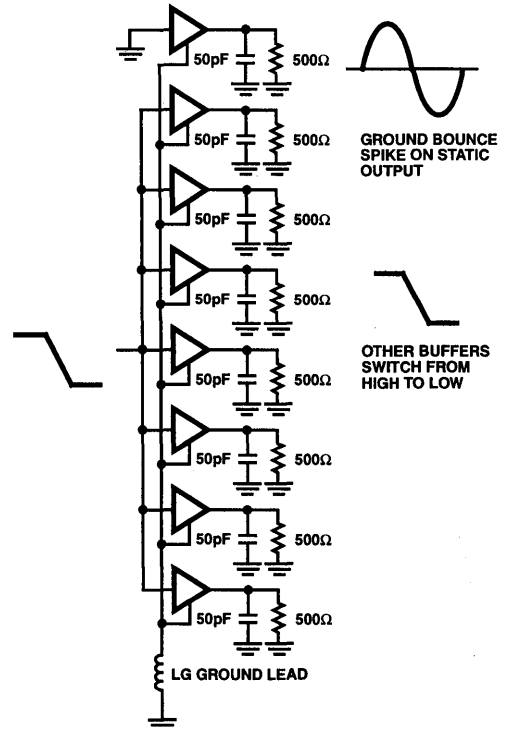 50pF 500Ω
GROUND BOUNCE
SPIKE ON STATIC
OUTPUT
50pF 500Ω
50pF 500Ω
50pF 500Ω
OTHER BUFFERS
SWITCH FROM
HIGH TO LOW
50pF 500Ω
50pF 500Ω
50pF 500Ω
50pF 500Ω
LG GROUND LEAD